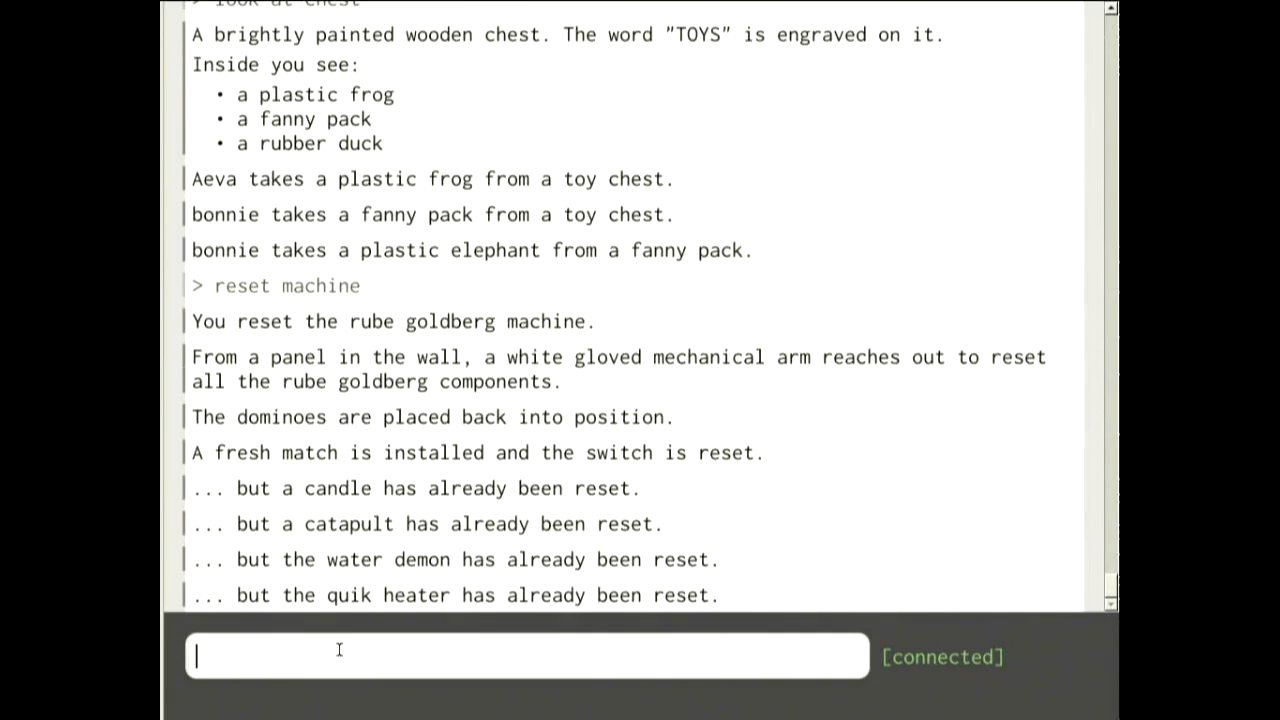 > look at chest
A brightly painted wooden chest. The word "TOYS" is engraved on it.
Inside you see:
• a plastic frog
• a fanny pack
• a rubber duck
Aeva takes a plastic frog from a toy chest.
bonnie takes a fanny pack from a toy chest.
bonnie takes a plastic elephant from a fanny pack.
> reset machine
You reset the rube goldberg machine.
From a panel in the wall, a white gloved mechanical arm reaches out to reset
all the rube goldberg components.
The dominoes are placed back into position.
A fresh match is installed and the switch is reset.
... but a candle has already been reset.
... but a catapult has already been reset.
... but the water demon has already been reset.
... but the quik heater has already been reset.
[connected]